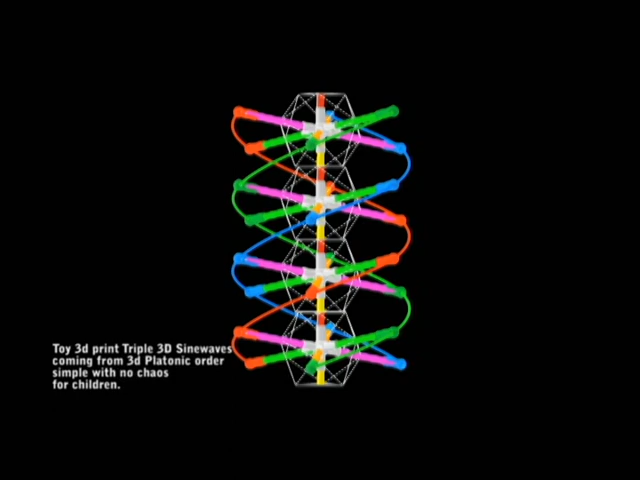 Toy 3d print Triple 3D Sinewaves
coming from 3d Platonic order
simple with no chaos
for children.